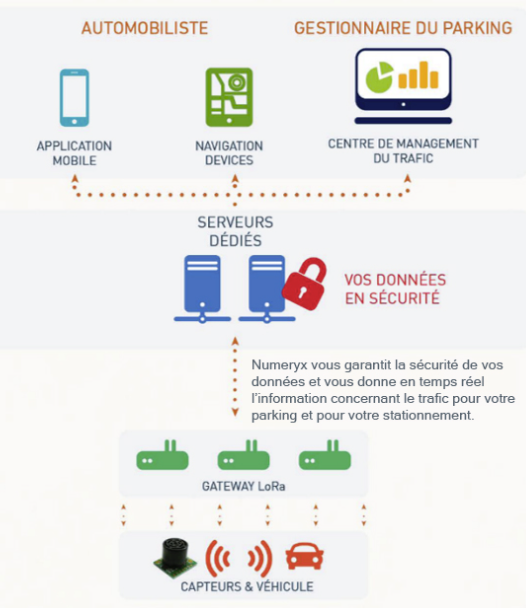 AUTOMOBILISTE
GESTIONNAIRE DU PARKING
APPLICATION
MOBILE
NAVIGATION
DEVICES
CENTRE DE MANAGEMENT
DU TRAFIC
SERVEURS
DÉDIÉS
VOS DONNÉES
EN SÉCURITÉ
Numeryx vous garantit la sécurité de vos
données et vous donne en temps réel
l'information concernant le trafic pour votre
parking et pour votre stationnement.
GATEWAY LoRa
CAPTEURS & VÉHICULE